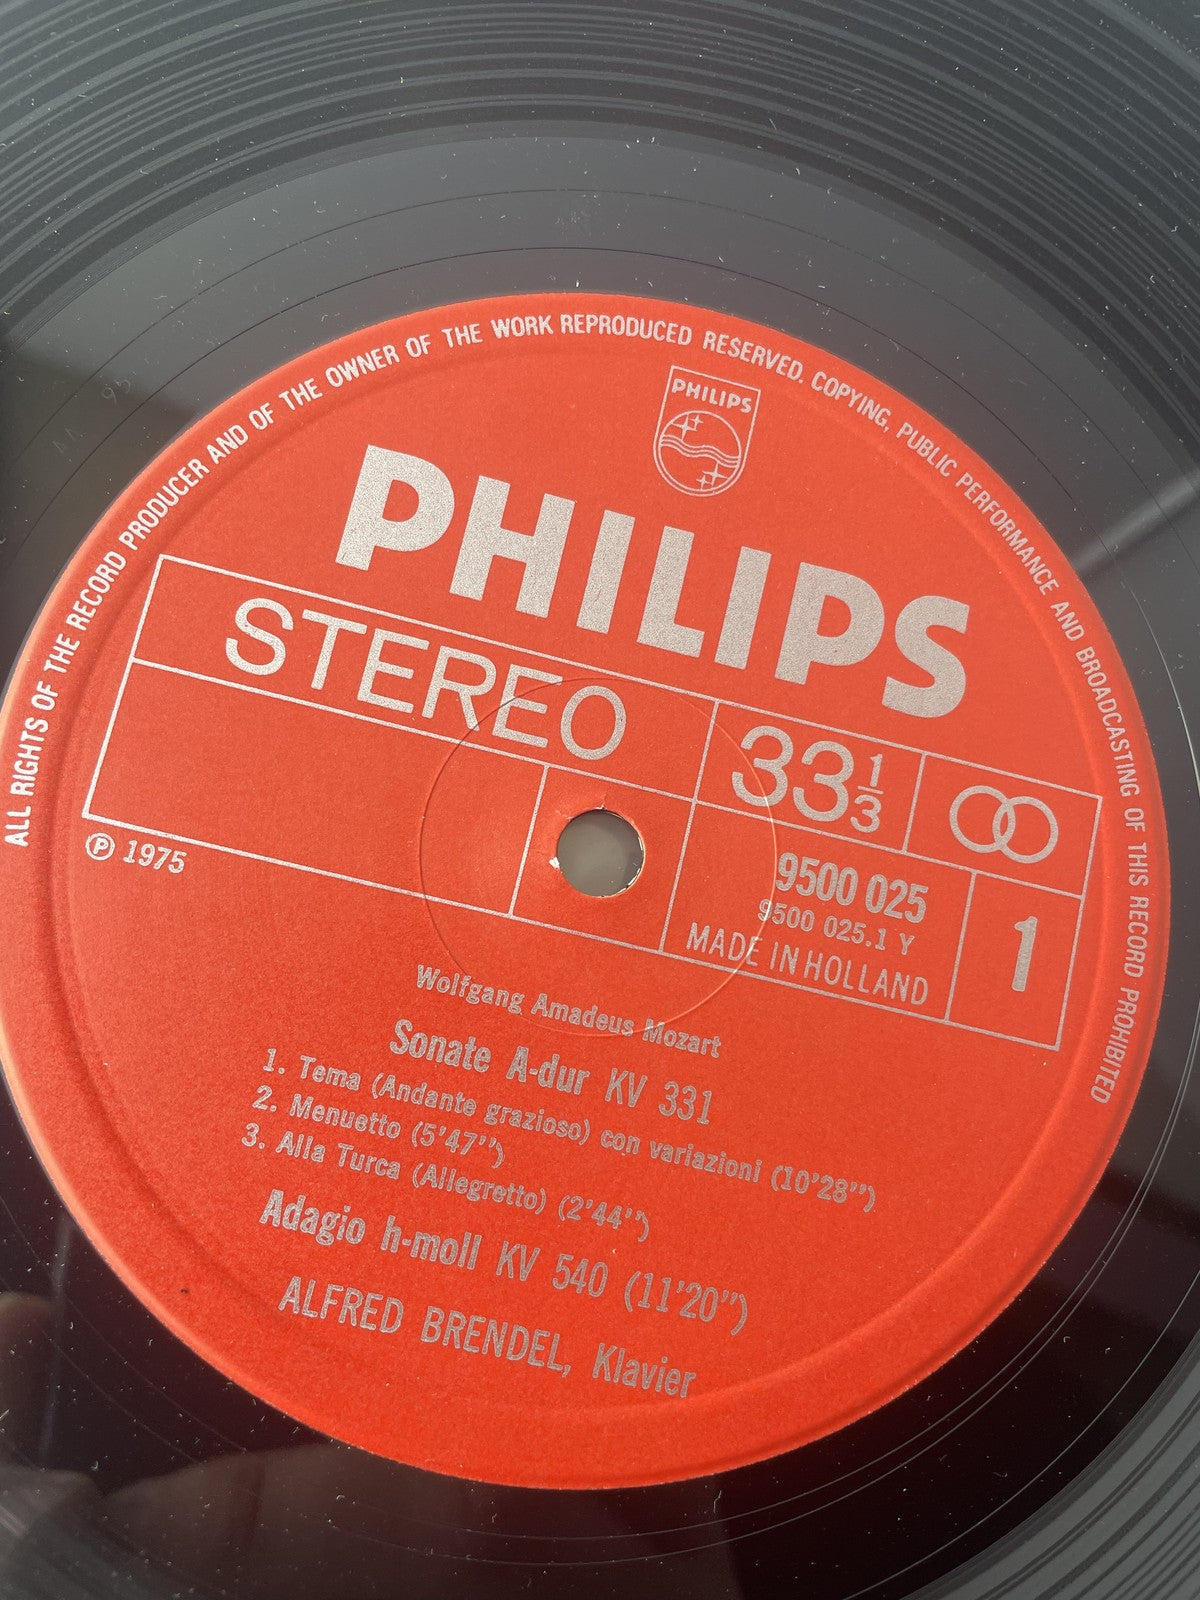 ALL RIGHTS OF THE RECORD PRODUCER AND OF THE OWNER OF THE WORK REPRODUCED RESERVED. COPYING, PUBLIC PERFORMANCE AND BROADCASTING OF THIS RECORD PROHIBITED
PHILIPS
PHILIPS
STEREO
33 1/3
9500 025
9500 025.1 Y
MADE IN HOLLAND
1
℗ 1975
Wolfgang Amadeus Mozart
Sonate A-dur KV 331
1. Tema (Andante grazioso) con variazioni (10'28'')
2. Menuetto (5'47'')
3. Alla Turca (Allegretto) (2'44'')
Adagio h-moll KV 540 (11'20'')
ALFRED BRENDEL, Klavier